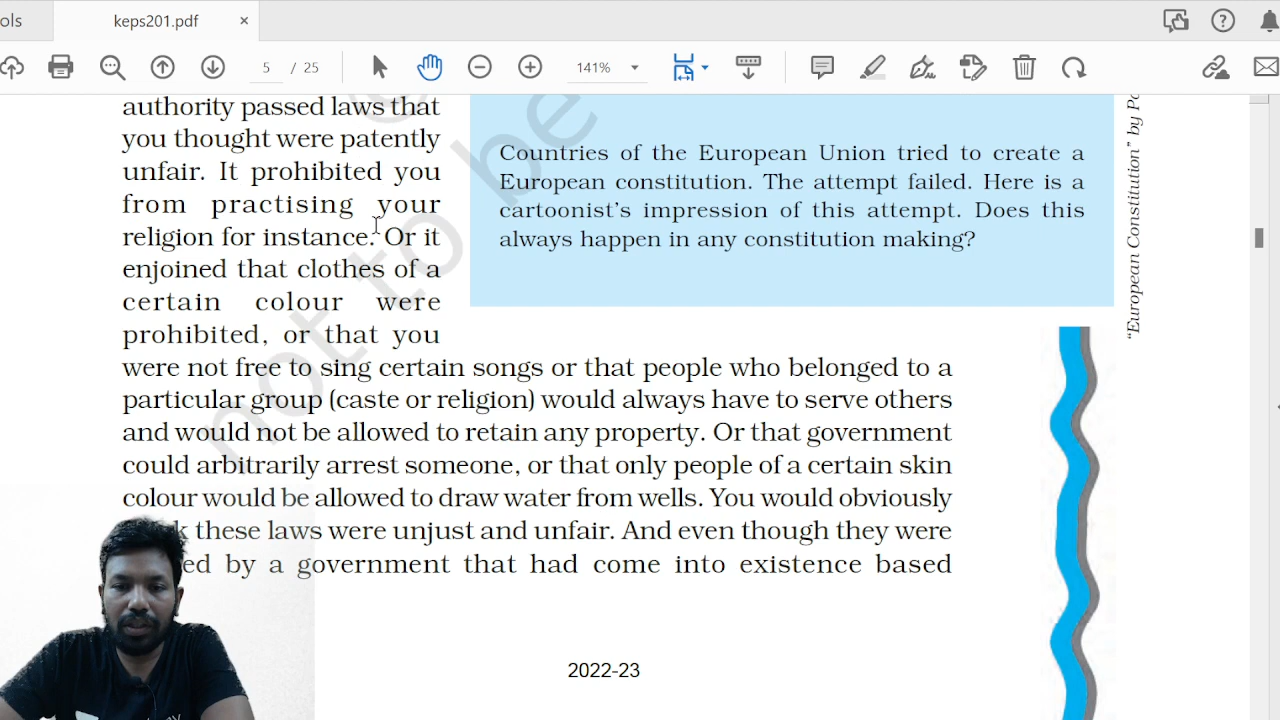 ols
keps201.pdf
5 / 25
141%
authority passed laws that
you thought were patently
unfair. It prohibited you
from practising your
religion for instance. Or it
enjoined that clothes of a
certain colour were
prohibited, or that you
were not free to sing certain songs or that people who belonged to a
particular group (caste or religion) would always have to serve others
and would not be allowed to retain any property. Or that government
could arbitrarily arrest someone, or that only people of a certain skin
colour would be allowed to draw water from wells. You would obviously
these laws were unjust and unfair. And even though they were
by a government that had come into existence based
Countries of the European Union tried to create a
European constitution. The attempt failed. Here is a
cartoonist's impression of this attempt. Does this
always happen in any constitution making?
"European Constitution" by
not to be
2022-23